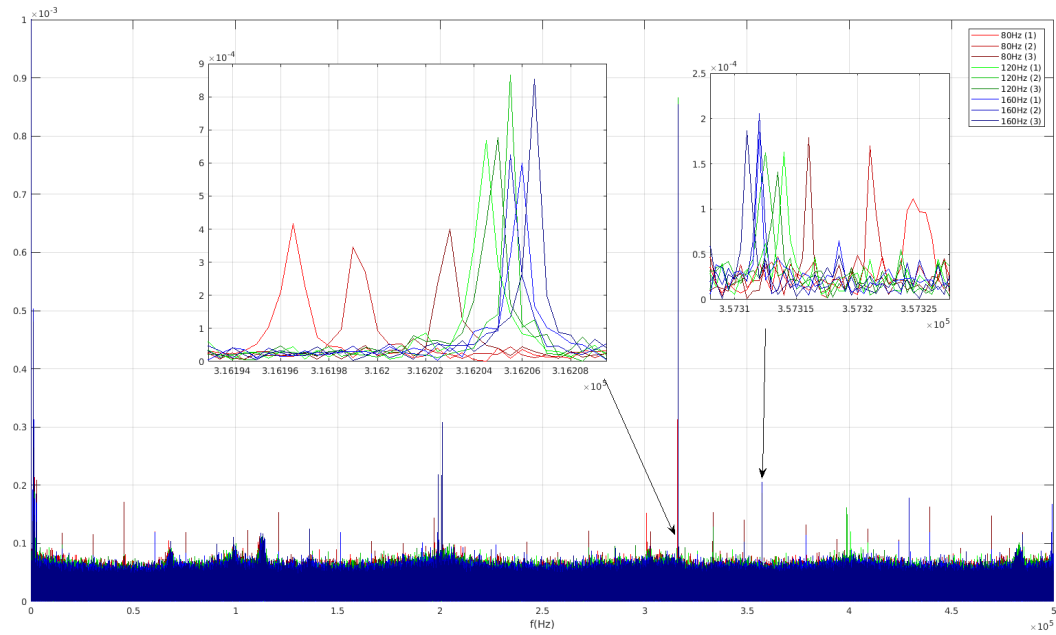 ×10⁻³
1
0.9
0.8
0.7
0.6
0.5
0.4
0.3
0.2
0.1
0
0 0.5 1 1.5 2 2.5 3 3.5 4 4.5 5
×10⁵
f(Hz)
×10⁻⁴
9
8
7
6
5
4
3
2
1
0
3.16194 3.16196 3.16198 3.162 3.16202 3.16204 3.16206 3.16208
×10⁵
×10⁻⁴
2.5
2
1.5
1
0.5
0
3.5731 3.57315 3.5732 3.57325
×10⁵
80Hz (1)
80Hz (2)
80Hz (3)
120Hz (1)
120Hz (2)
120Hz (3)
160Hz (1)
160Hz (2)
160Hz (3)